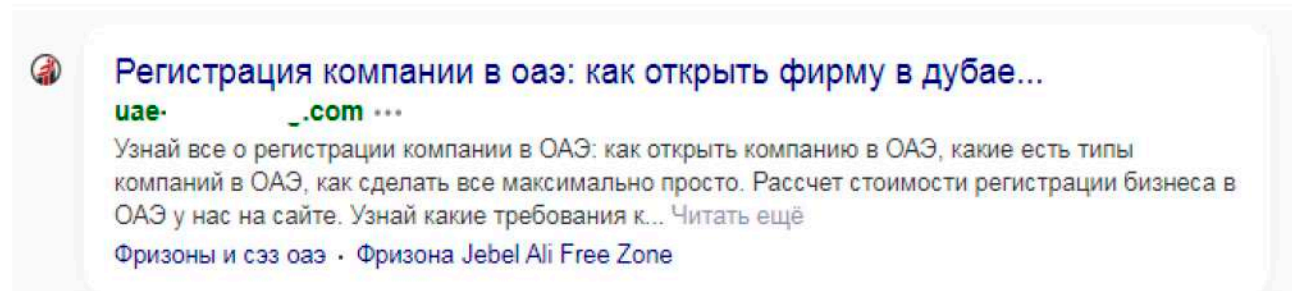 Регистрация компании в оаэ: как открыть фирму в дубае...
uae- .com ...
Узнай все о регистрации компании в ОАЭ: как открыть компанию в ОАЭ, какие есть типы
компаний в ОАЭ, как сделать все максимально просто. Рассчет стоимости регистрации бизнеса в
ОАЭ у нас на сайте. Узнай какие требования к... Читать ещё
Фризоны и сэз оаэ · Фризона Jebel Ali Free Zone